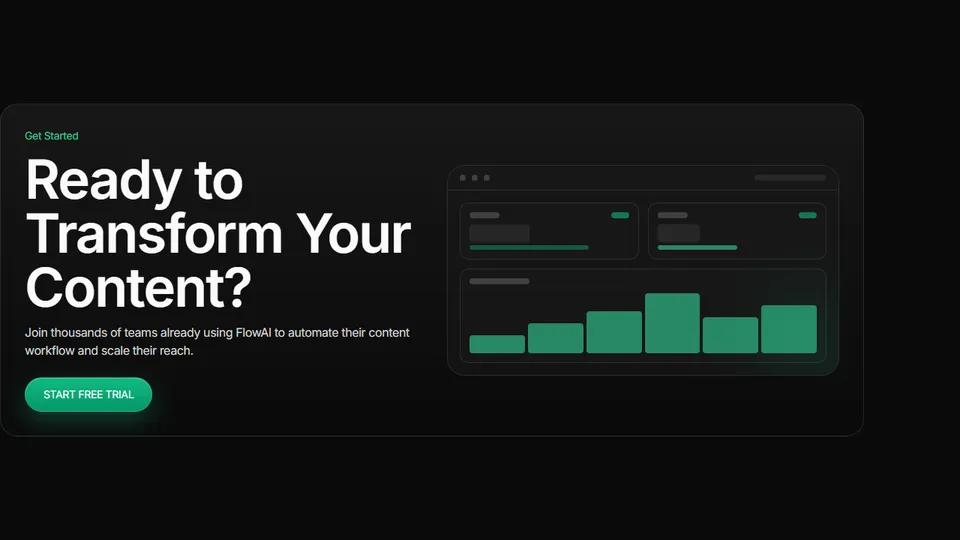 Get Started
Ready to
Transform Your
Content?
Join thousands of teams already using FlowAI to automate their content
workflow and scale their reach.
START FREE TRIAL